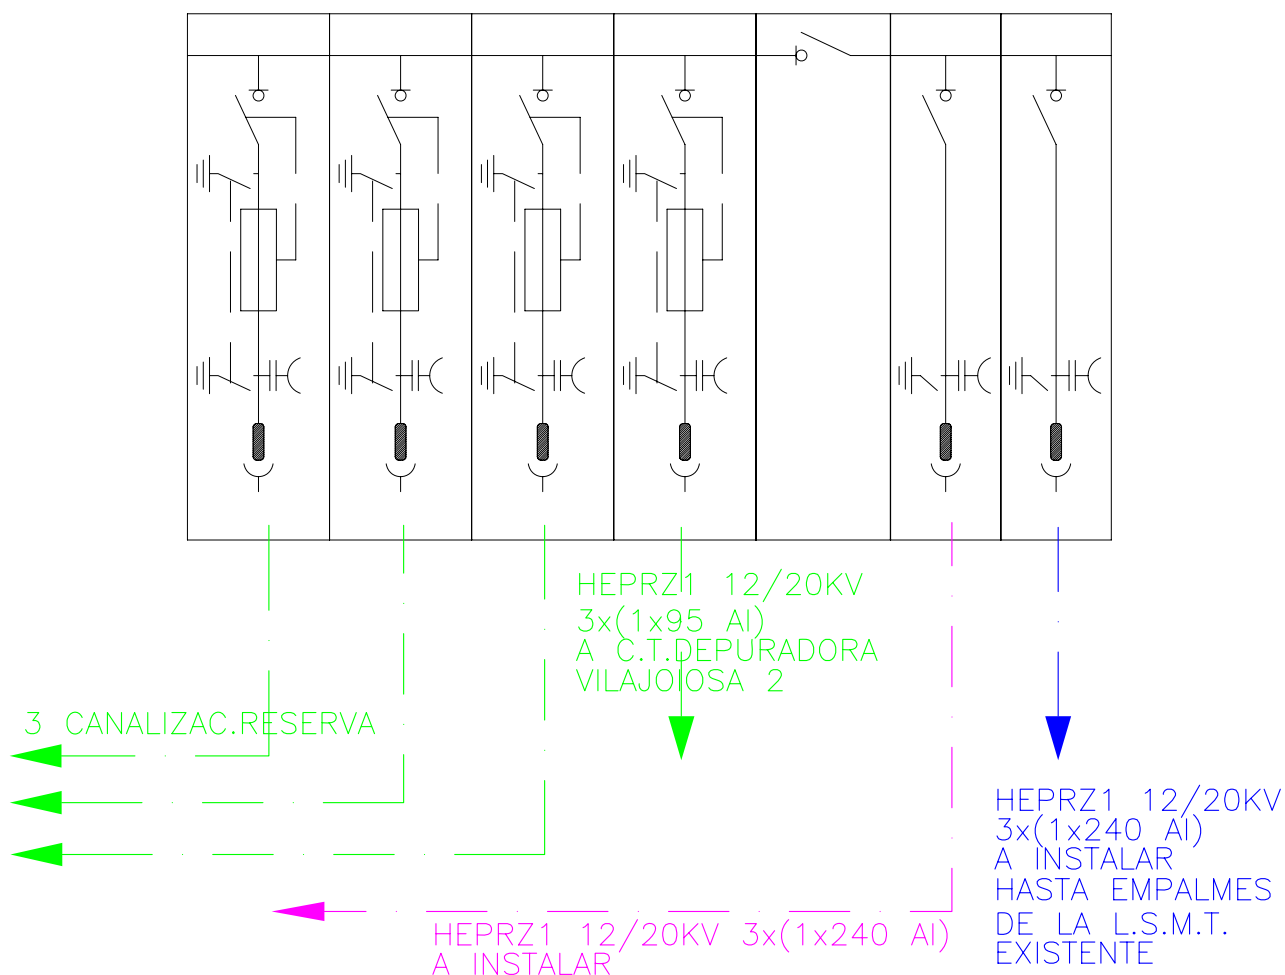 HEPRZ1 12/20KV
3x(1x95 Al)
A C.T.DEPURADORA
VILAJOIOSA 2
3 CANALIZAC.RESERVA
HEPRZ1 12/20KV
3x(1x240 Al)
A INSTALAR
HASTA EMPALMES
DE LA L.S.M.T.
EXISTENTE
HEPRZ1 12/20KV 3x(1x240 Al)
A INSTALAR